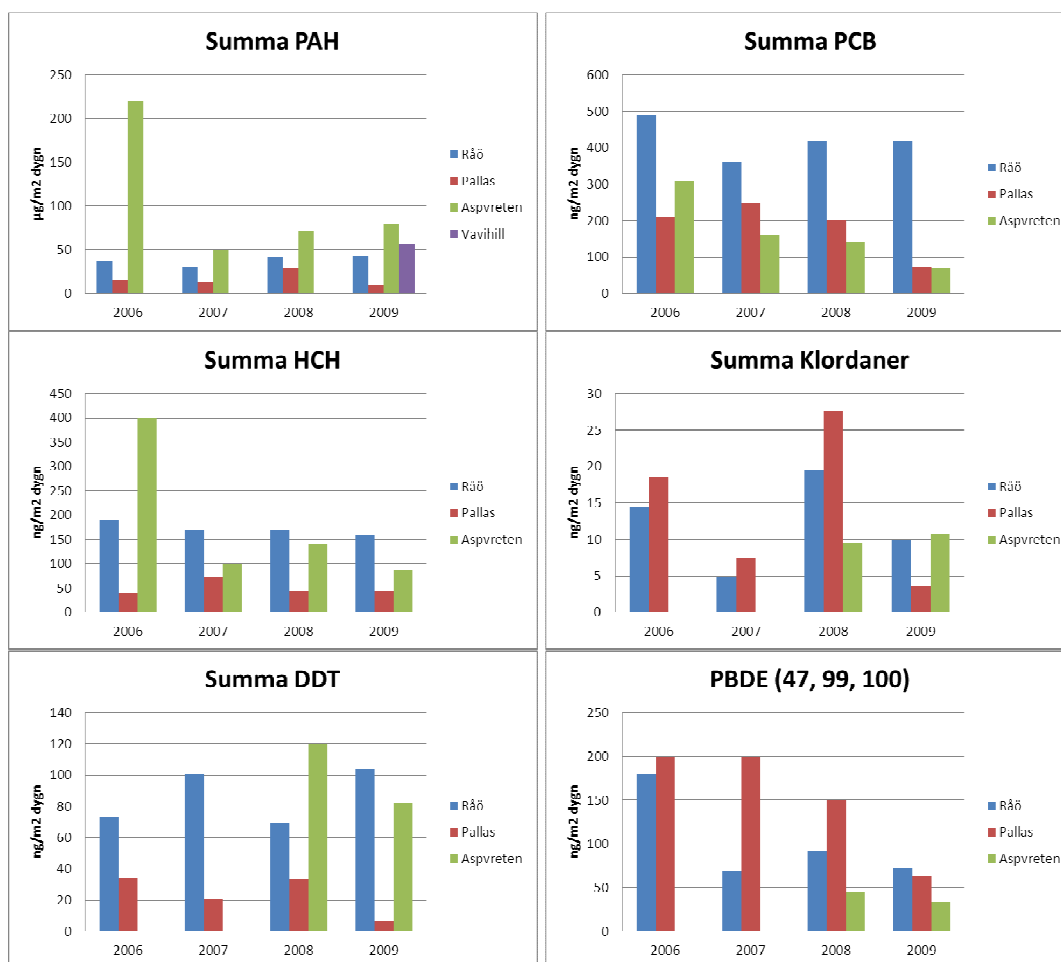 Summa PAH
µg/m2 dygn
250
200
150
100
50
0
2006 2007 2008 2009
Råö
Pallas
Aspvreten
Vavihill
Summa PCB
ng/m2 dygn
600
500
400
300
200
100
0
2006 2007 2008 2009
Råö
Pallas
Aspvreten
Summa HCH
ng/m2 dygn
450
400
350
300
250
200
150
100
50
0
2006 2007 2008 2009
Råö
Pallas
Aspvreten
Summa Klordaner
ng/m2 dygn
30
25
20
15
10
5
0
2006 2007 2008 2009
Råö
Pallas
Aspvreten
Summa DDT
ng/m2 dygn
140
120
100
80
60
40
20
0
2006 2007 2008 2009
Råö
Pallas
Aspvreten
PBDE (47, 99, 100)
ng/m2 dygn
250
200
150
100
50
0
2006 2007 2008 2009
Råö
Pallas
Aspvreten